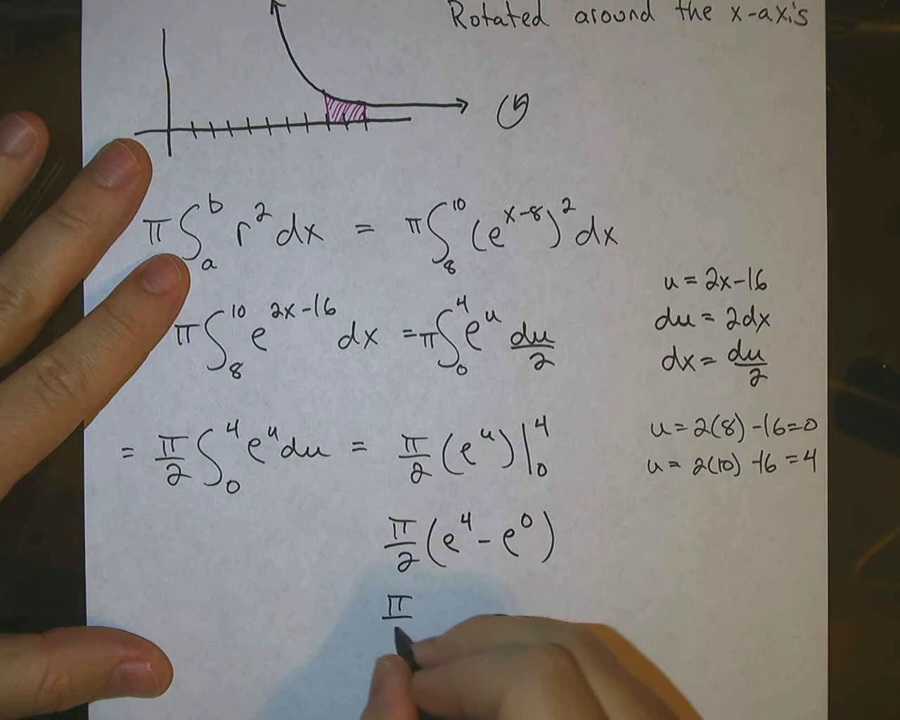 Rotated around the x-axis
π∫_a^b r² dx = π∫_8^10 (e^(x-8))² dx
u = 2x-16
π∫_8^10 e^(2x-16) dx = π∫_0^4 e^u du/2
du = 2dx
dx = du/2
= π/2 ∫_0^4 e^u du = π/2 (e^u)|_0^4
u = 2(8) -16 = 0
u = 2(10) -16 = 4
π/2 (e^4 - e^0)
π